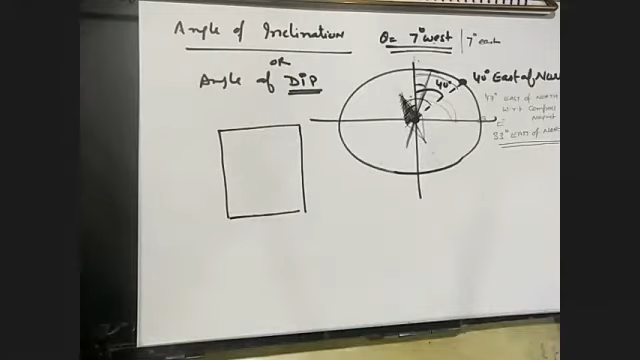 Angle of Inclination
OR
Angle of DIP
θ = 7° west | 7° east
40°
40° East of Nor
47° EAST OF NORTH
w.r.t compass
E
33° EAST OF NORTH